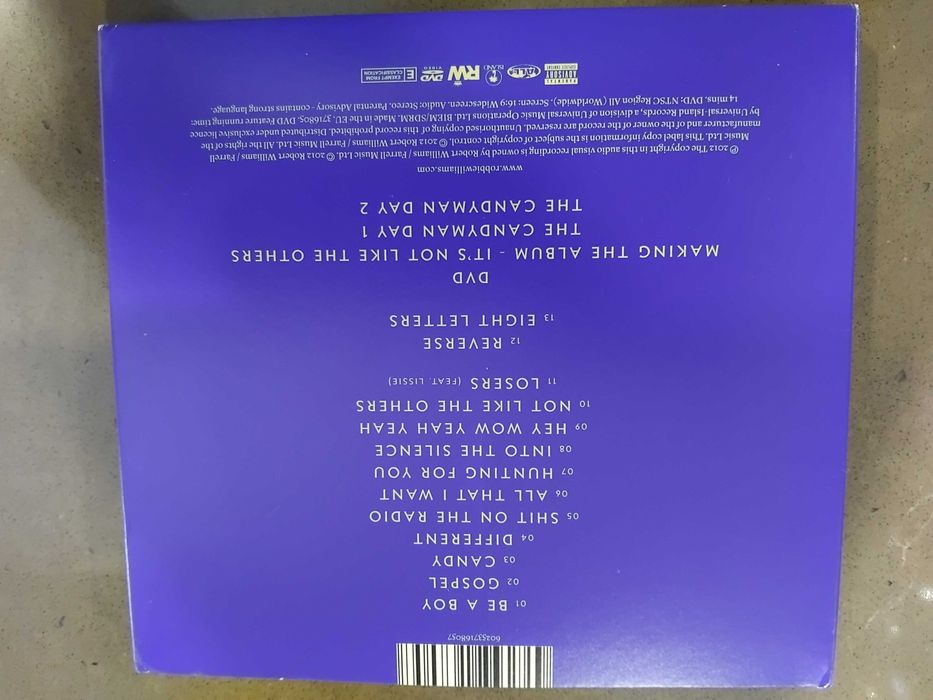 602537168057
01 BE A BOY
02 GOSPEL
03 CANDY
04 DIFFERENT
05 SHIT ON THE RADIO
06 ALL THAT I WANT
07 HUNTING FOR YOU
08 INTO THE SILENCE
09 HEY WOW YEAH YEAH
10 NOT LIKE THE OTHERS
11 LOSERS (FEAT. LISSIE)
12 REVERSE
13 EIGHT LETTERS
DVD
MAKING THE ALBUM - IT'S NOT LIKE THE OTHERS
THE CANDYMAN DAY 1
THE CANDYMAN DAY 2
www.robbiewilliams.com
℗ 2012 The copyright in this audio visual recording is owned by Robert Williams / Farrell Music Ltd. © 2012 Robert Williams / Farrell
Music Ltd. This label copy information is the subject of copyright control. © 2012 Robert Williams / Farrell Music Ltd. All the rights of the
manufacturer and of the owner of the record are reserved. Unauthorised copying of this record prohibited. Distributed under exclusive licence
by Universal-Island Records, a division of Universal Music Operations Ltd. BIEM/SDRM. Made in the EU. 3716805. DVD Feature running time:
14 mins. DVD: NTSC Region All (Worldwide). Screen: 16:9 Widescreen. Audio: Stereo. Parental Advisory - contains strong language.
PARENTAL ADVISORY EXPLICIT CONTENT ISLAND RW DVD VIDEO E EXEMPT FROM CLASSIFICATION